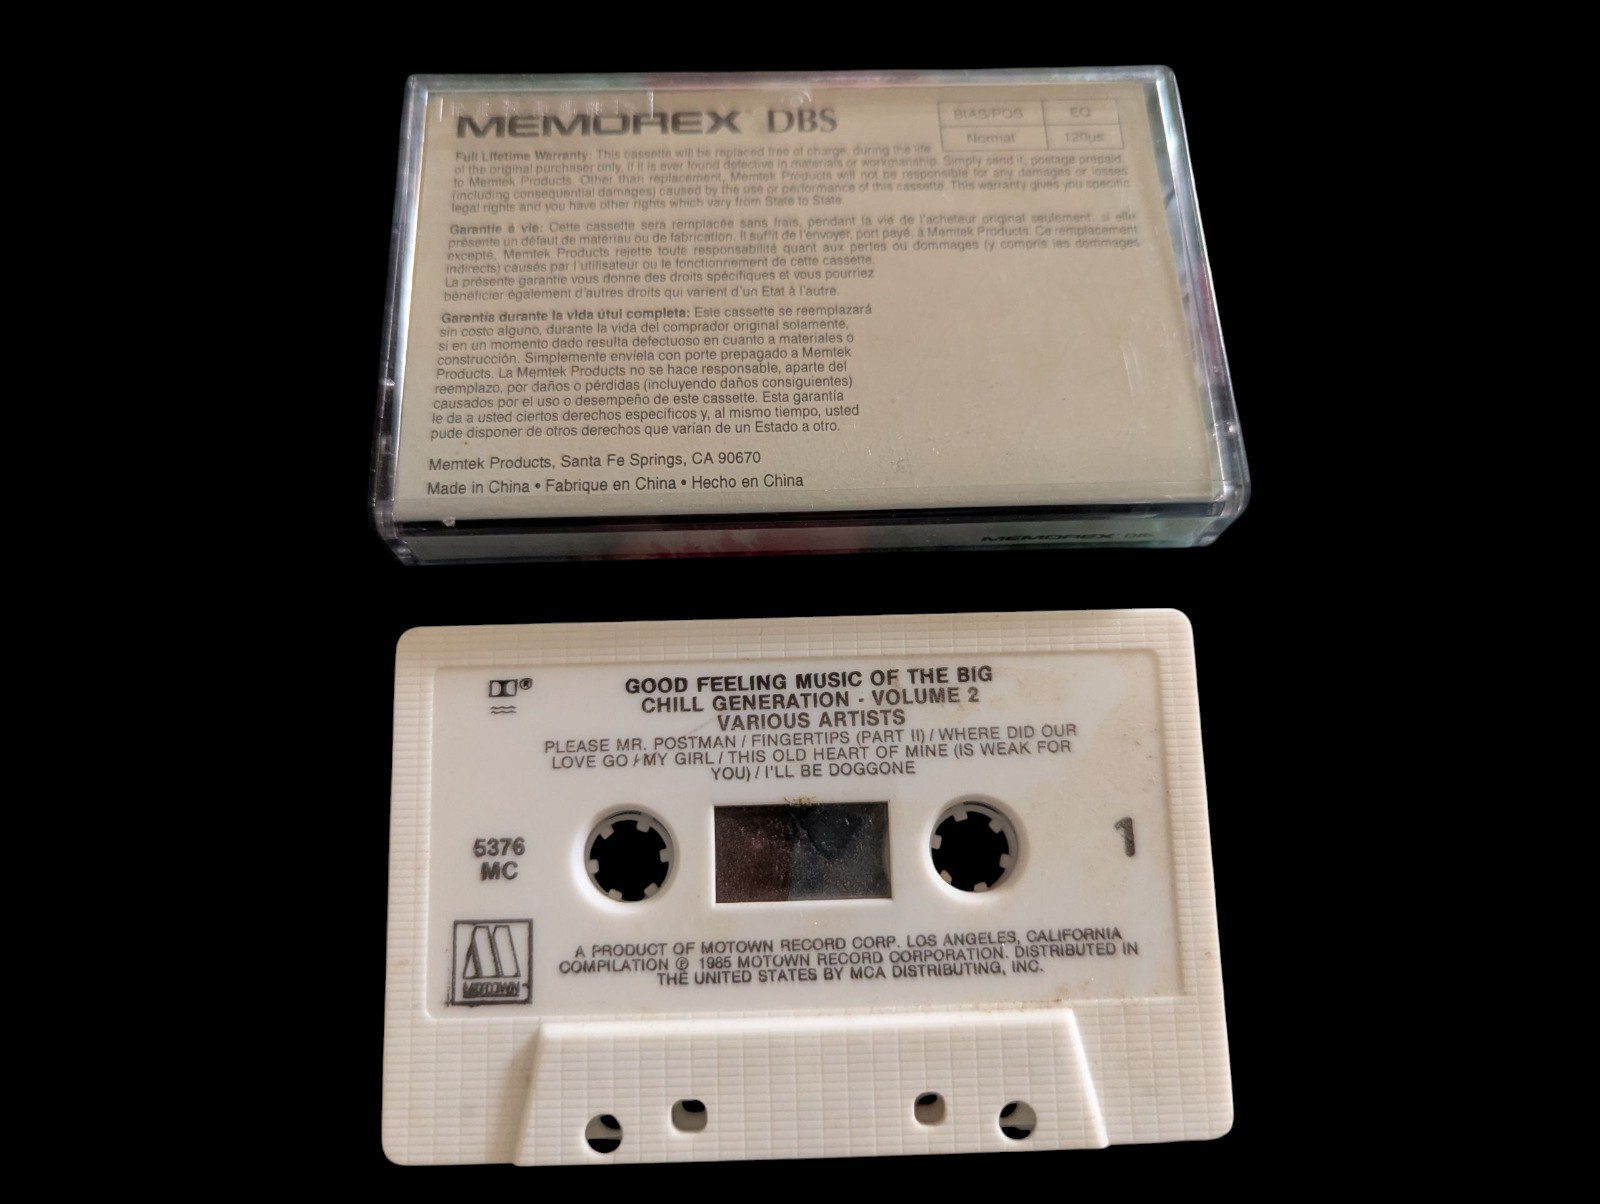 MEMOREX DBS
BIAS/POS EQ
Normal 120µs
Full Lifetime Warranty: This cassette will be replaced free of charge, during the life
of the original purchaser only, if it is ever found defective in materials or workmanship. Simply send it, postage prepaid,
to Memtek Products. Other than replacement, Memtek Products will not be responsible for any damages or losses
(including consequential damages) caused by the use or performance of this cassette. This warranty gives you specific
legal rights and you have other rights which vary from State to State.
Garantie à vie: Cette cassette sera remplacée sans frais, pendant la vie de l'acheteur original seulement, si elle
présente un défaut de matériau ou de fabrication. Il suffit de l'envoyer, port payé, à Memtek Products. Ce remplacement
excepté, Memtek Products rejette toute responsabilité quant aux pertes ou dommages (y compris les dommages
indirects) causés par l'utilisateur ou le fonctionnement de cette cassette.
La présente garantie vous donne des droits spécifiques et vous pourriez
bénéficier également d'autres droits qui varient d'un Etat à l'autre.
Garantía durante la vida útul completa: Este cassette se reemplazará
sin costo alguno, durante la vida del comprador original solamente,
si en un momento dado resulta defectuoso en cuanto a materiales o
construcción. Simplemente envíela con porte prepagado a Memtek
Products. La Memtek Products no se hace responsable, aparte del
reemplazo, por daños o pérdidas (incluyendo daños consiguientes)
causados por el uso o desempeño de este cassette. Esta garantía
le da a usted ciertos derechos específicos y, al mismo tiempo, usted
pude disponer de otros derechos que varían de un Estado a otro.
Memtek Products, Santa Fe Springs, CA 90670
Made in China • Fabrique en China • Hecho en China
MEMOREX DBS
GOOD FEELING MUSIC OF THE BIG
CHILL GENERATION - VOLUME 2
VARIOUS ARTISTS
PLEASE MR. POSTMAN / FINGERTIPS (PART II) / WHERE DID OUR
LOVE GO / MY GIRL / THIS OLD HEART OF MINE (IS WEAK FOR
YOU) / I'LL BE DOGGONE
5376
MC
1
MOTOWN
A PRODUCT OF MOTOWN RECORD CORP. LOS ANGELES, CALIFORNIA
COMPILATION ℗ 1985 MOTOWN RECORD CORPORATION. DISTRIBUTED IN
THE UNITED STATES BY MCA DISTRIBUTING, INC.